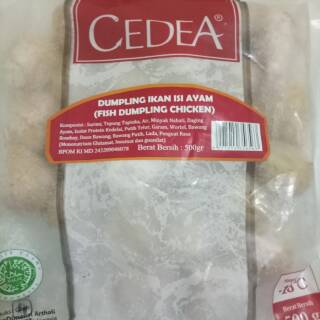 CEDEA®
DUMPLING IKAN ISI AYAM
(FISH DUMPLING CHICKEN)
Komposisi : Surimi, Tepung Tapioka, Air, Minyak Nabati, Daging
Ayam, Isolat Protein Kedelai, Putih Telur, Garam, Wortel, Bawang
Bombay, Daun Bawang, Bawang Putih, Lada, Penguat Rasa
(Mononatrium Glutamat, Inosinat dan guanilat)
BPOM RI MD 243209046078 Berat Bersih : 500gr
Berat Bersih
500 g